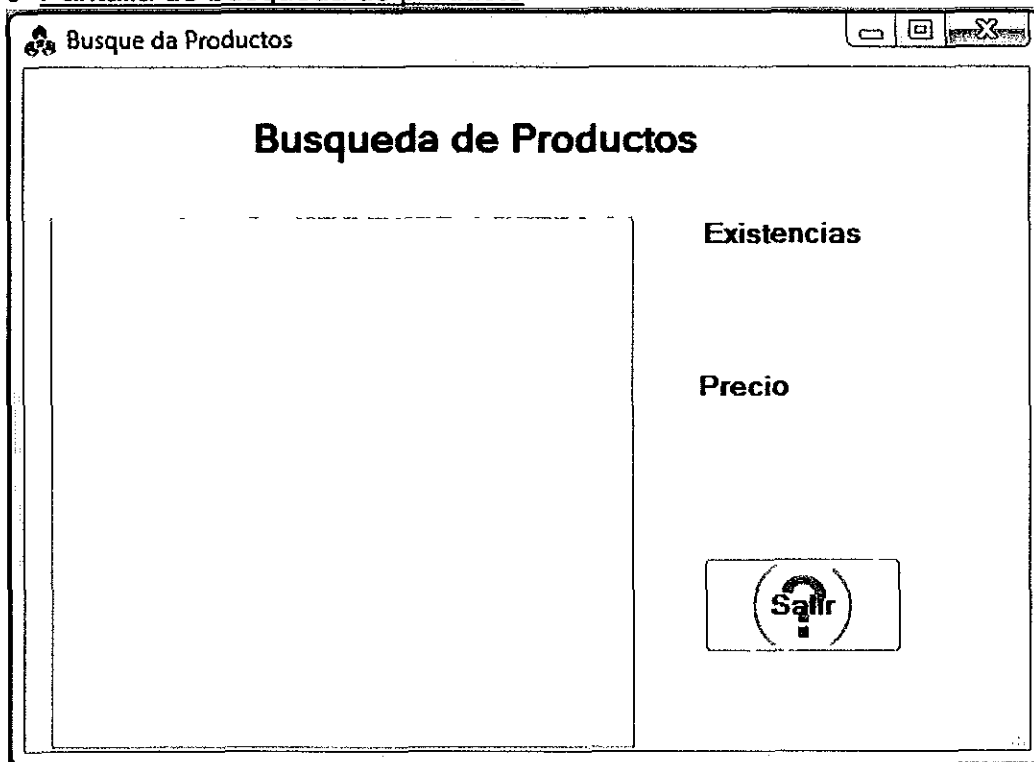 Busque da Productos
Busqueda de Productos
Existencias
Precio
Salir